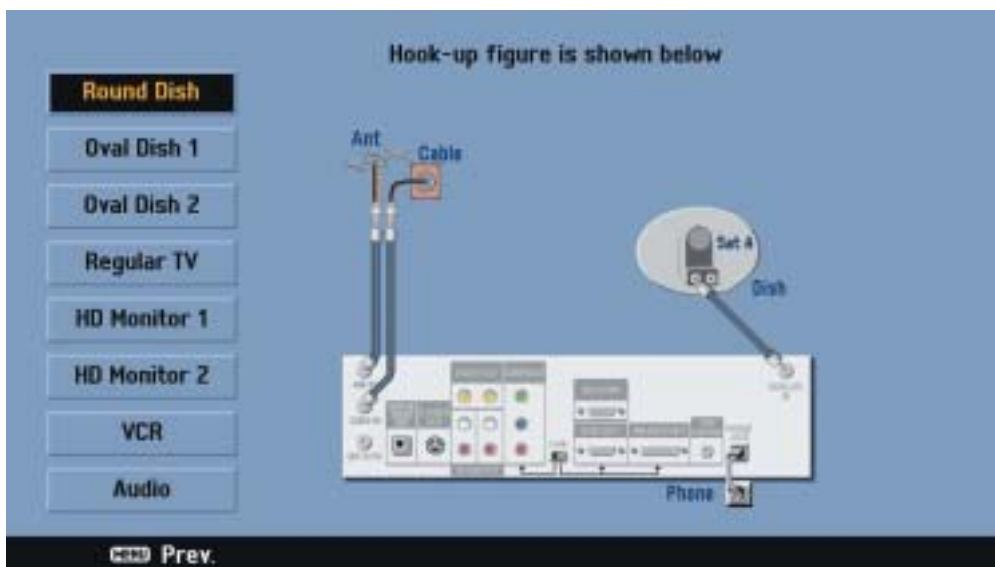 Hook-up figure is shown below
Round Dish
Oval Dish 1
Oval Dish 2
Regular TV
HD Monitor 1
HD Monitor 2
VCR
Audio
Ant
Cable
Sat A
Dish
Phone
MENU Prev.